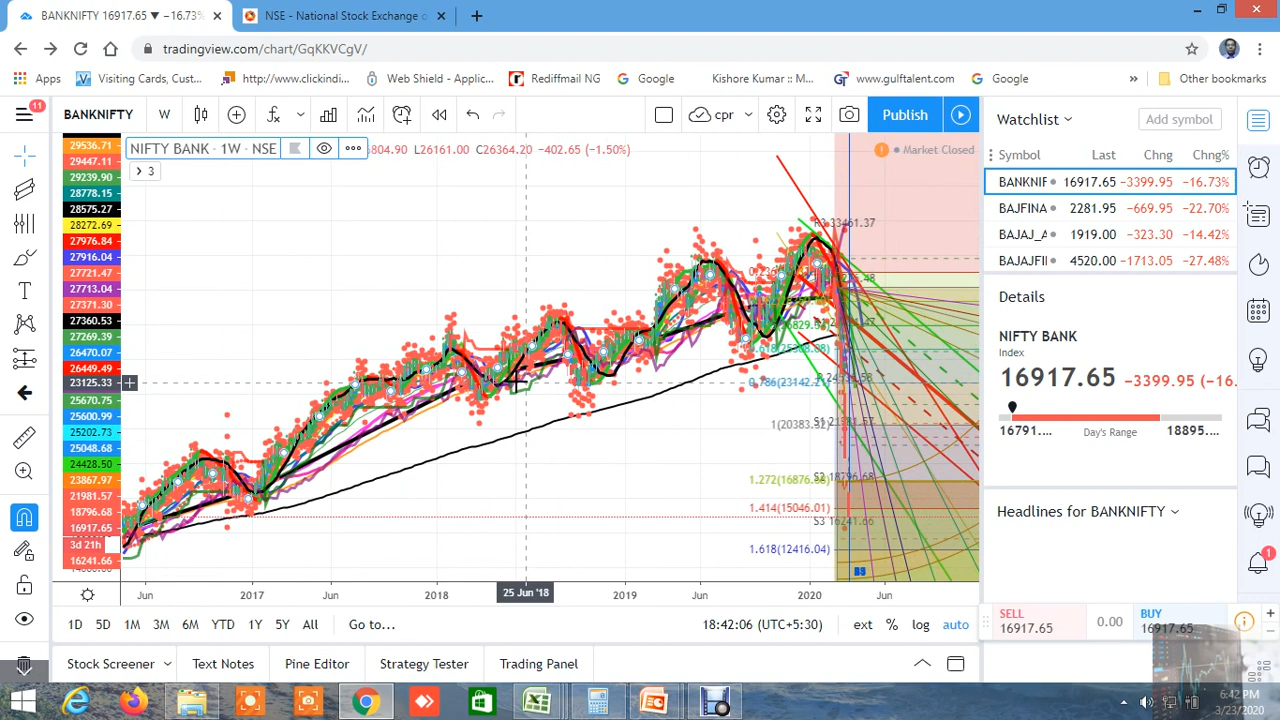 BANKNIFTY 16917.65 ▼ −16.73%
NSE - National Stock Exchange o
tradingview.com/chart/GqKKVCgV/
Apps
Visiting Cards, Cust...
http://www.clickindi...
Web Shield - Applic...
Rediffmail NG
Google
Kishore Kumar :: M...
www.gulftalent.com
Google
»
Other bookmarks
11
BANKNIFTY
W
cpr
Publish
Watchlist
Add symbol
NIFTY BANK · 1W · NSE
804.90 L26161.00 C26364.20 −402.65 (−1.50%)
Market Closed
3
Symbol Last Chng Chng%
BANKNIF 16917.65 −3399.95 −16.73%
BAJFINA 2281.95 −669.95 −22.70%
BAJAJ_A 1919.00 −323.30 −14.42%
BAJAJFII 4520.00 −1713.05 −27.48%
29536.71
29447.11
29239.90
28778.15
28575.27
28272.69
27976.84
27916.04
27721.47
27713.04
27371.30
27360.53
27269.39
26470.07
26449.49
23125.33
25670.75
25600.99
25202.73
25048.68
24428.50
23867.97
21981.57
18796.68
16917.65
3d 21h
16241.66
R3 33461.37
0.786(23142.21)
1(20383.52)
S2 18796.68
1.414(15046.01)
S3 16241.66
1.618(12416.04)
Details
NIFTY BANK
Index
16917.65 −3399.95 (−16.
16791.... Day's Range 18895....
Headlines for BANKNIFTY
Jun 2017 Jun 2018 25 Jun '18 2019 Jun 2020 Jun
1D 5D 1M 3M 6M YTD 1Y 5Y All Go to...
18:42:06 (UTC+5:30) ext % log auto
SELL
16917.65
0.00
BUY
16917.65
1
Stock Screener Text Notes Pine Editor Strategy Tester Trading Panel
6:42 PM
3/23/2020